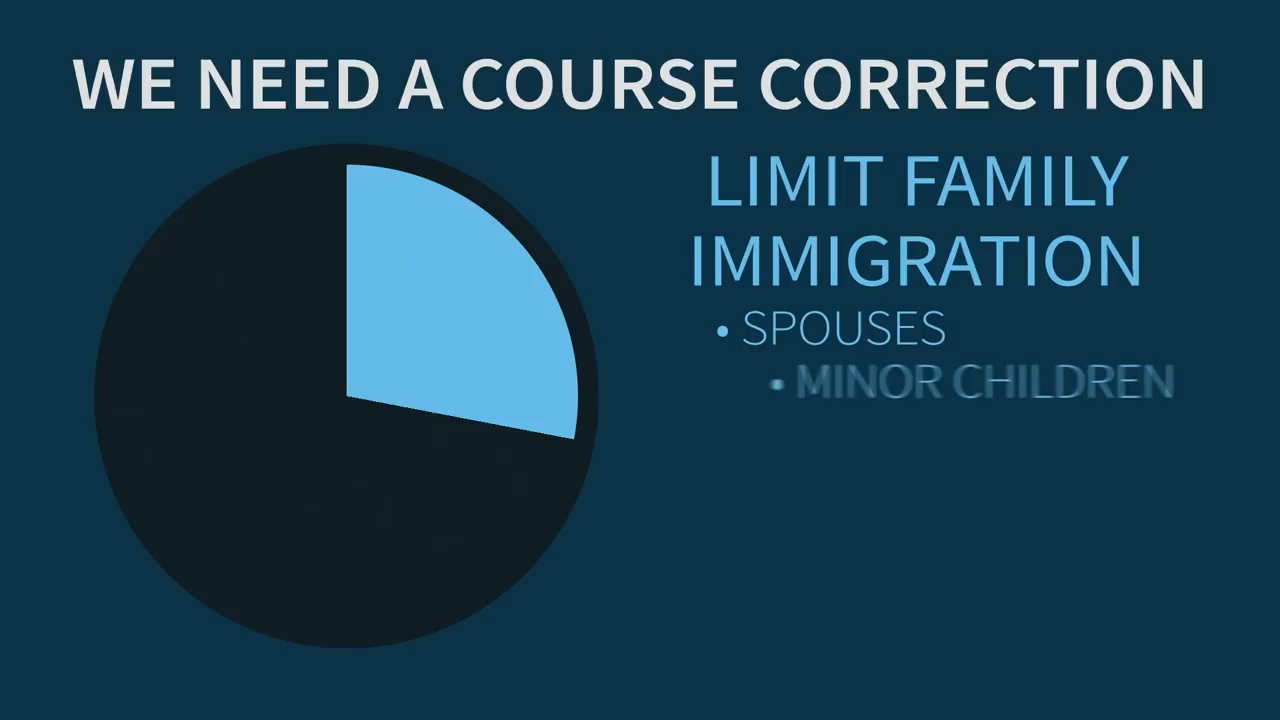 WE NEED A COURSE CORRECTION
LIMIT FAMILY
IMMIGRATION
• SPOUSES
• MINOR CHILDREN